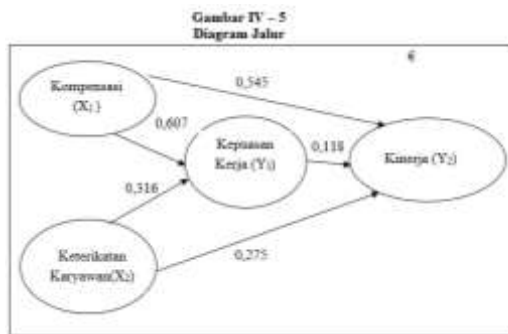 Gambar IV – 5
Diagram Jalur
€
Kompensasi
(X1)
0,545
0,607
Kepuasan
Kerja (Y1)
0,118
Kinerja (Y2)
0,316
Keterikatan
Karyawan(X2)
0,275